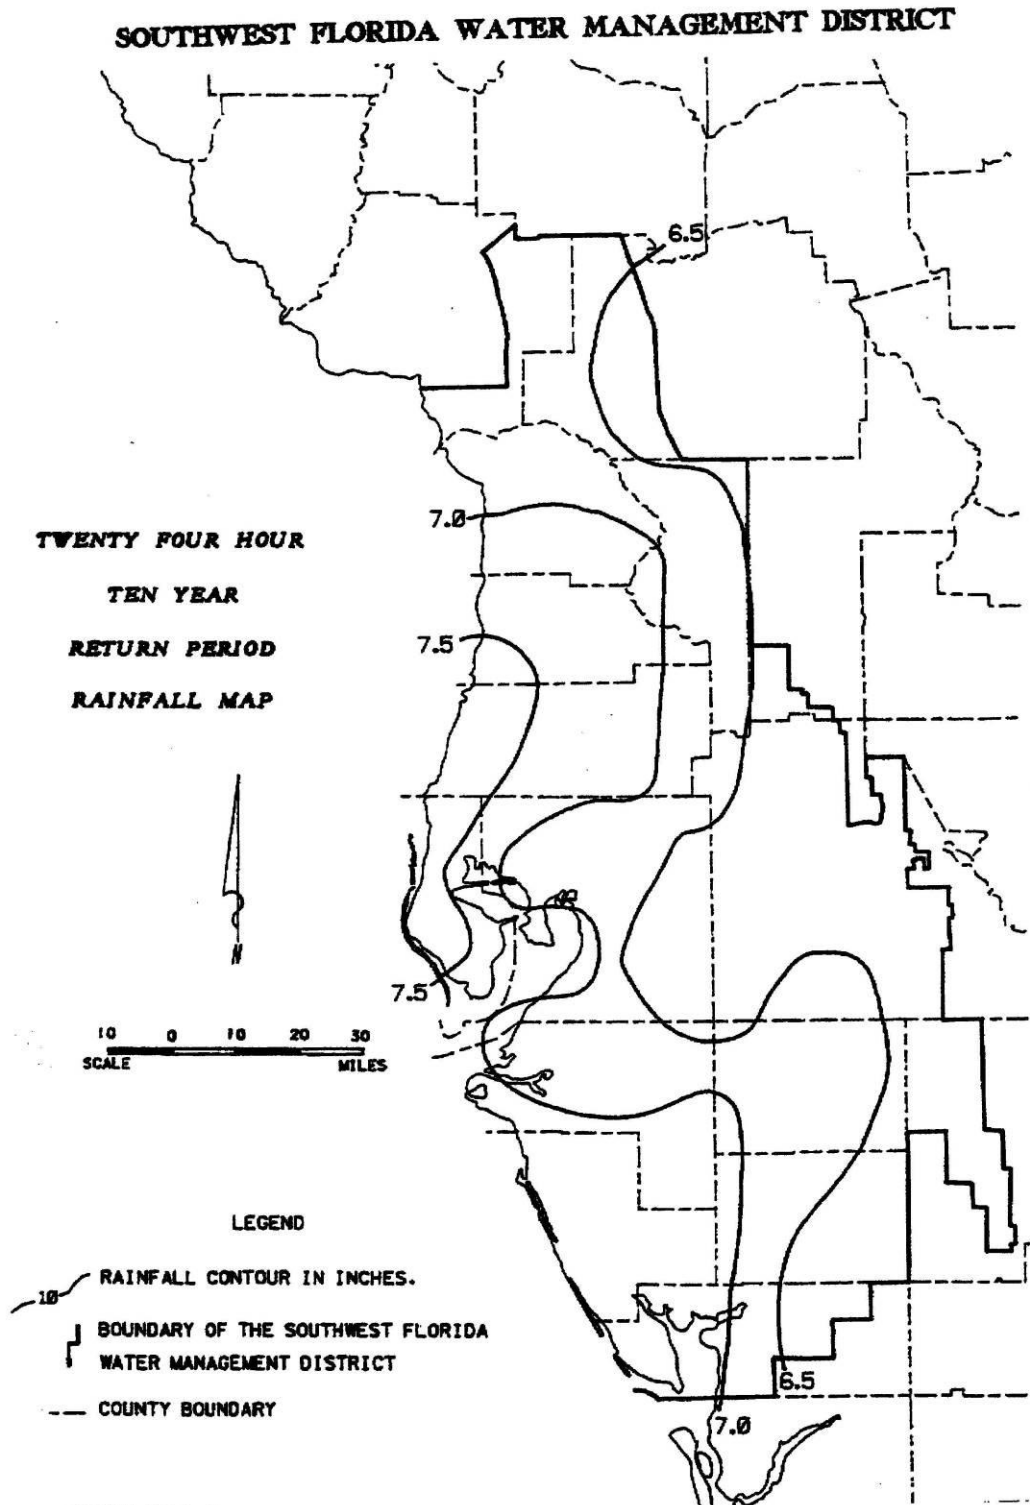 SOUTHWEST FLORIDA WATER MANAGEMENT DISTRICT
6.5
7.0
TWENTY FOUR HOUR
TEN YEAR
RETURN PERIOD
RAINFALL MAP
7.5
N
7.5
10 0 10 20 30
SCALE MILES
LEGEND
10 RAINFALL CONTOUR IN INCHES.
BOUNDARY OF THE SOUTHWEST FLORIDA
WATER MANAGEMENT DISTRICT
COUNTY BOUNDARY
6.5
7.0